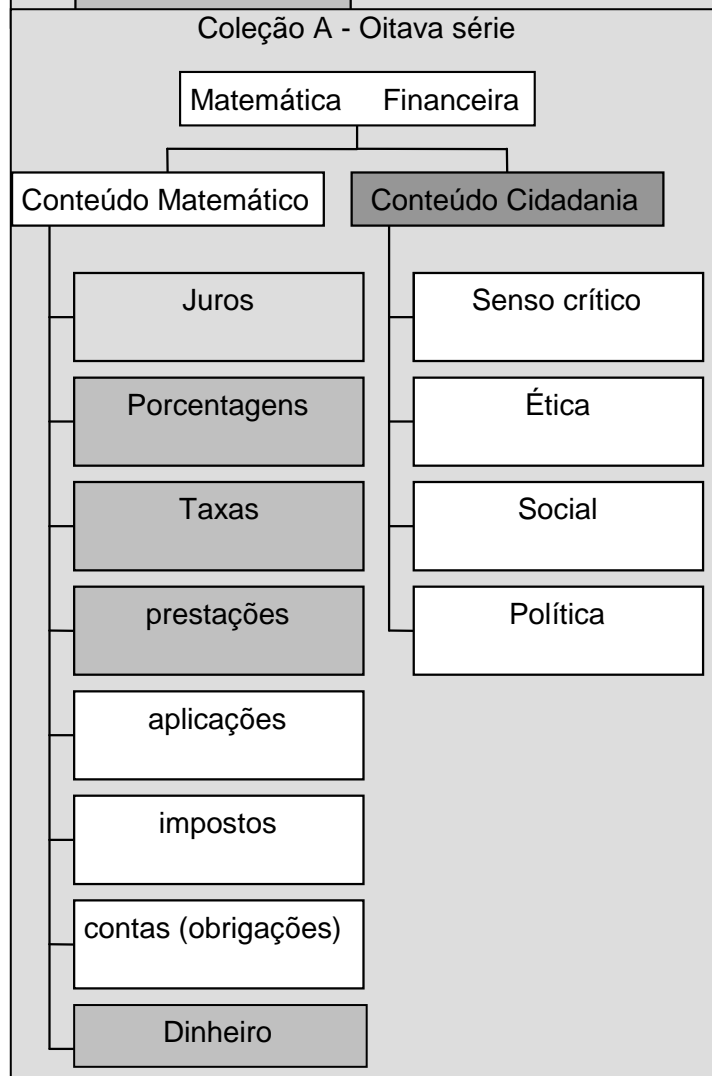 Coleção A - Oitava série
Matemática Financeira
Conteúdo Matemático
Conteúdo Cidadania
Juros
Porcentagens
Taxas
prestações
aplicações
impostos
contas (obrigações)
Dinheiro
Senso crítico
Ética
Social
Política